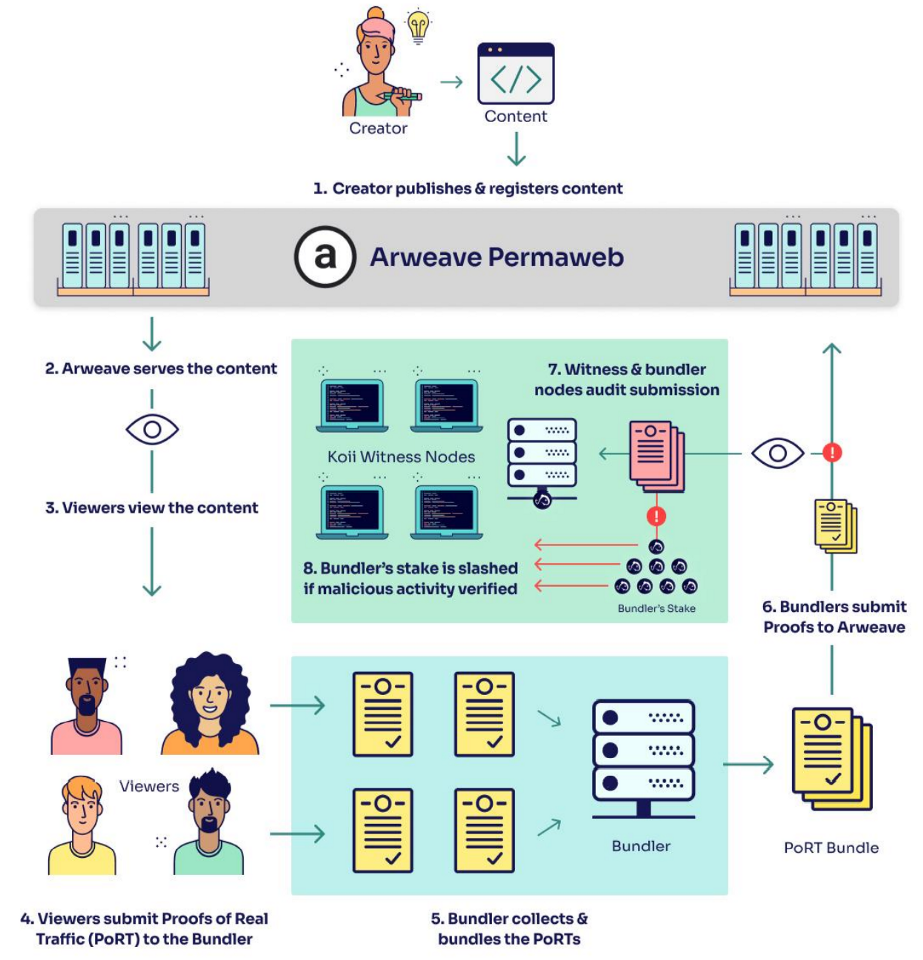 Creator
</>
Content
1. Creator publishes & registers content
a Arweave Permaweb
2. Arweave serves the content
3. Viewers view the content
7. Witness & bundler
nodes audit submission
Koii Witness Nodes
!
!
8. Bundler's stake is slashed
if malicious activity verified
Bundler's Stake
6. Bundlers submit
Proofs to Arweave
Viewers
Bundler
PoRT Bundle
4. Viewers submit Proofs of Real
Traffic (PoRT) to the Bundler
5. Bundler collects &
bundles the PoRTs